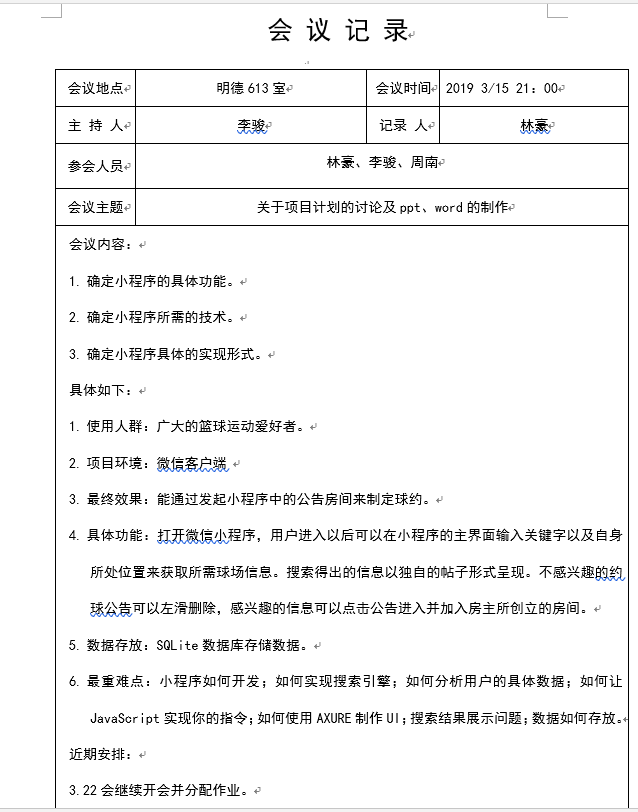 会 议 记 录
会议地点 明德 613 室 会议时间 2019 3/15 21：00
主 持 人 李骏 记录 人 林豪
参会人员 林豪、李骏、周南
会议主题 关于项目计划的讨论及 ppt、word 的制作
会议内容：
1. 确定小程序的具体功能。
2. 确定小程序所需的技术。
3. 确定小程序具体的实现形式。
具体如下：
1. 使用人群：广大的篮球运动爱好者。
2. 项目环境：微信客户端
3. 最终效果：能通过发起小程序中的公告房间来制定球约。
4. 具体功能：打开微信小程序，用户进入以后可以在小程序的主界面输入关键字以及自身
所处位置来获取所需球场信息。搜索得出的信息以独自的帖子形式呈现。不感兴趣的约
球公告可以左滑删除，感兴趣的信息可以点击公告进入并加入房主所创立的房间。
5. 数据存放：SQLite 数据库存储数据。
6. 最重难点：小程序如何开发；如何实现搜索引擎；如何分析用户的具体数据；如何让
JavaScript 实现你的指令；如何使用 AXURE 制作 UI；搜索结果展示问题；数据如何存放。
近期安排：
3.22 会继续开会并分配作业。